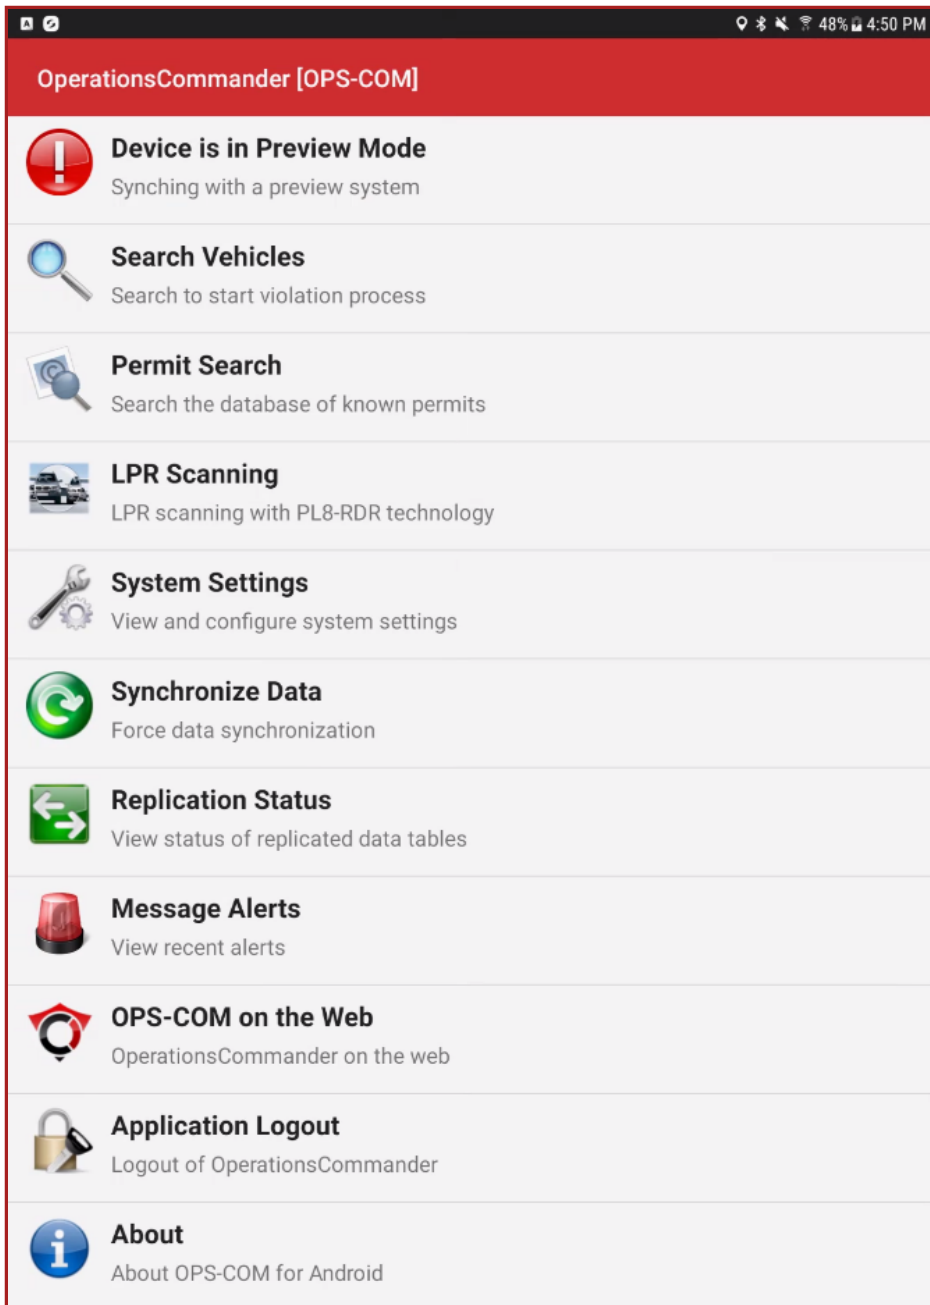 48% 4:50 PM
OperationsCommander [OPS-COM]
Device is in Preview Mode
Synching with a preview system
Search Vehicles
Search to start violation process
Permit Search
Search the database of known permits
LPR Scanning
LPR scanning with PL8-RDR technology
System Settings
View and configure system settings
Synchronize Data
Force data synchronization
Replication Status
View status of replicated data tables
Message Alerts
View recent alerts
OPS-COM on the Web
OperationsCommander on the web
Application Logout
Logout of OperationsCommander
About
About OPS-COM for Android